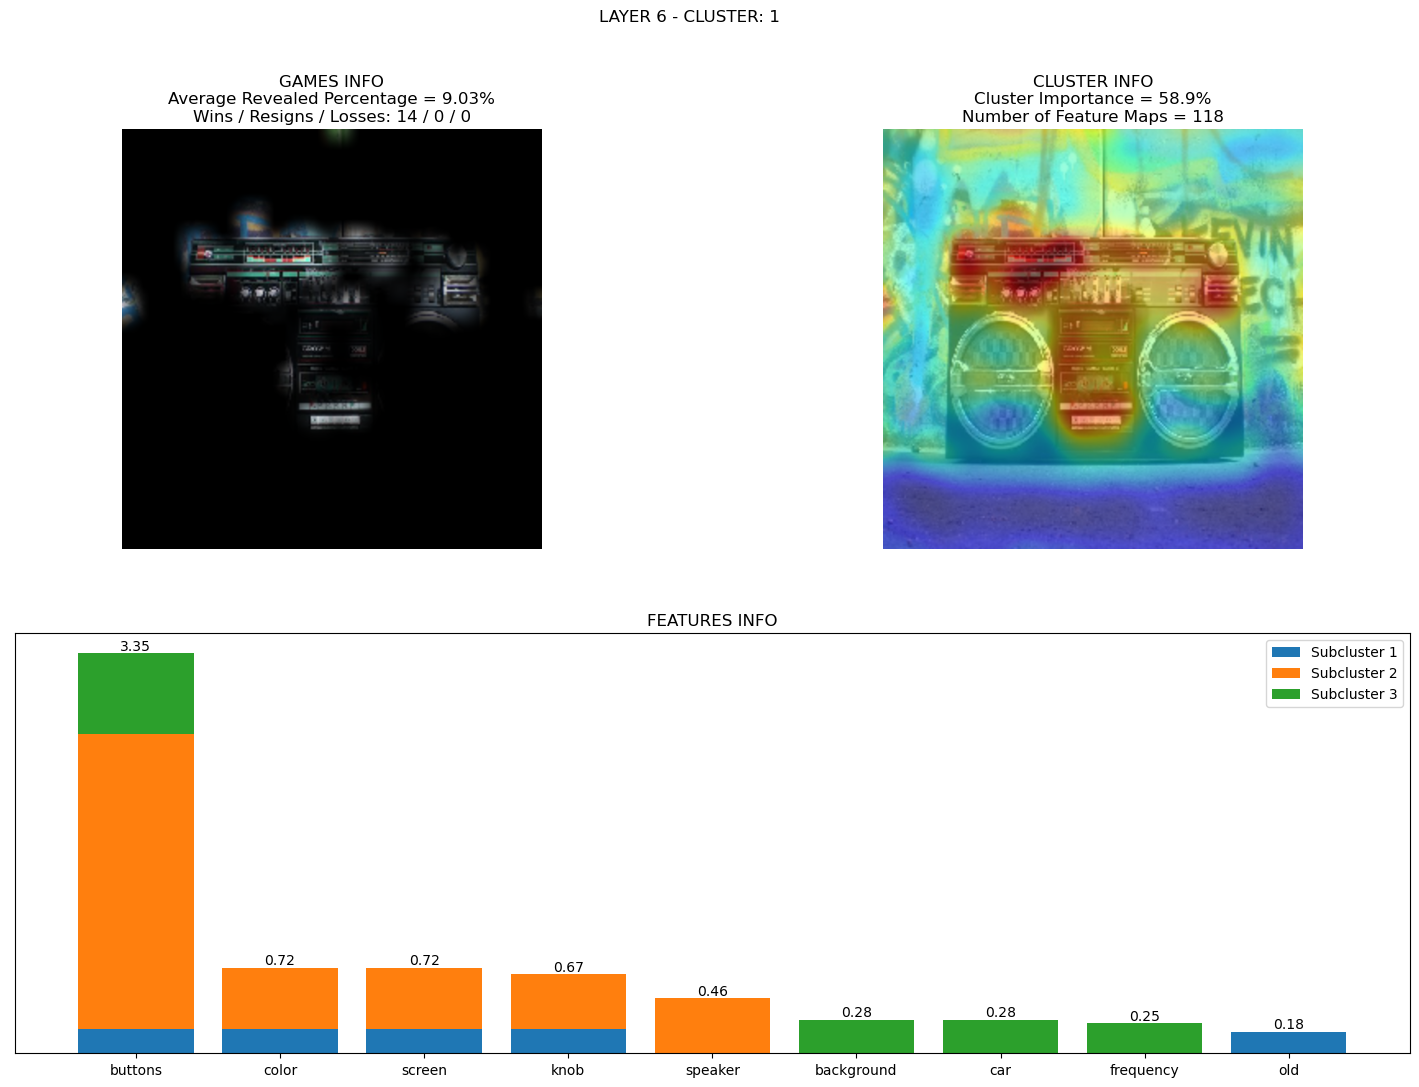 LAYER 6 - CLUSTER: 1
GAMES INFO
Average Revealed Percentage = 9.03%
Wins / Resigns / Losses: 14 / 0 / 0
CLUSTER INFO
Cluster Importance = 58.9%
Number of Feature Maps = 118
EVIN
ECH
FEATURES INFO
Subcluster 1
Subcluster 2
Subcluster 3
3.35
0.72
0.72
0.67
0.46
0.28
0.28
0.25
0.18
buttons
color
screen
knob
speaker
background
car
frequency
old